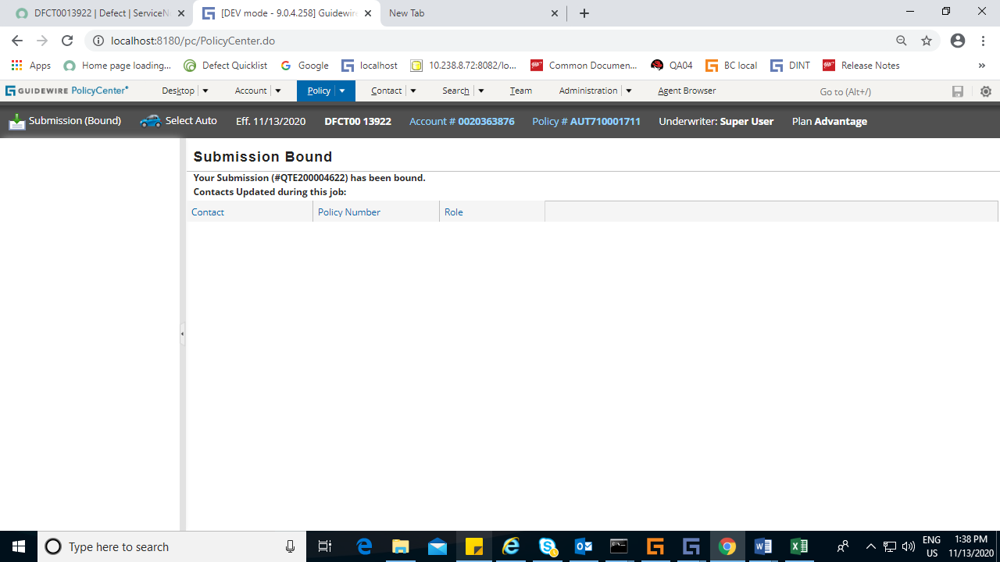 DFCT0013922 | Defect | ServiceN
[DEV mode - 9.0.4.258] Guidewire
New Tab
localhost:8180/pc/PolicyCenter.do
Apps
Home page loading...
Defect Quicklist
Google
localhost
10.238.8.72:8082/lo...
Common Documen...
QA04
BC local
DINT
Release Notes
»
GUIDEWIRE PolicyCenter
Desktop
Account
Policy
Contact
Search
Team
Administration
Agent Browser
Go to (Alt+/)
Submission (Bound)
Select Auto
Eff. 11/13/2020
DFCT00 13922
Account # 0020363876
Policy # AUT710001711
Underwriter: Super User
Plan Advantage
Submission Bound
Your Submission (#QTE200004622) has been bound.
Contacts Updated during this job:
Contact
Policy Number
Role
Type here to search
ENG
US
1:38 PM
11/13/2020